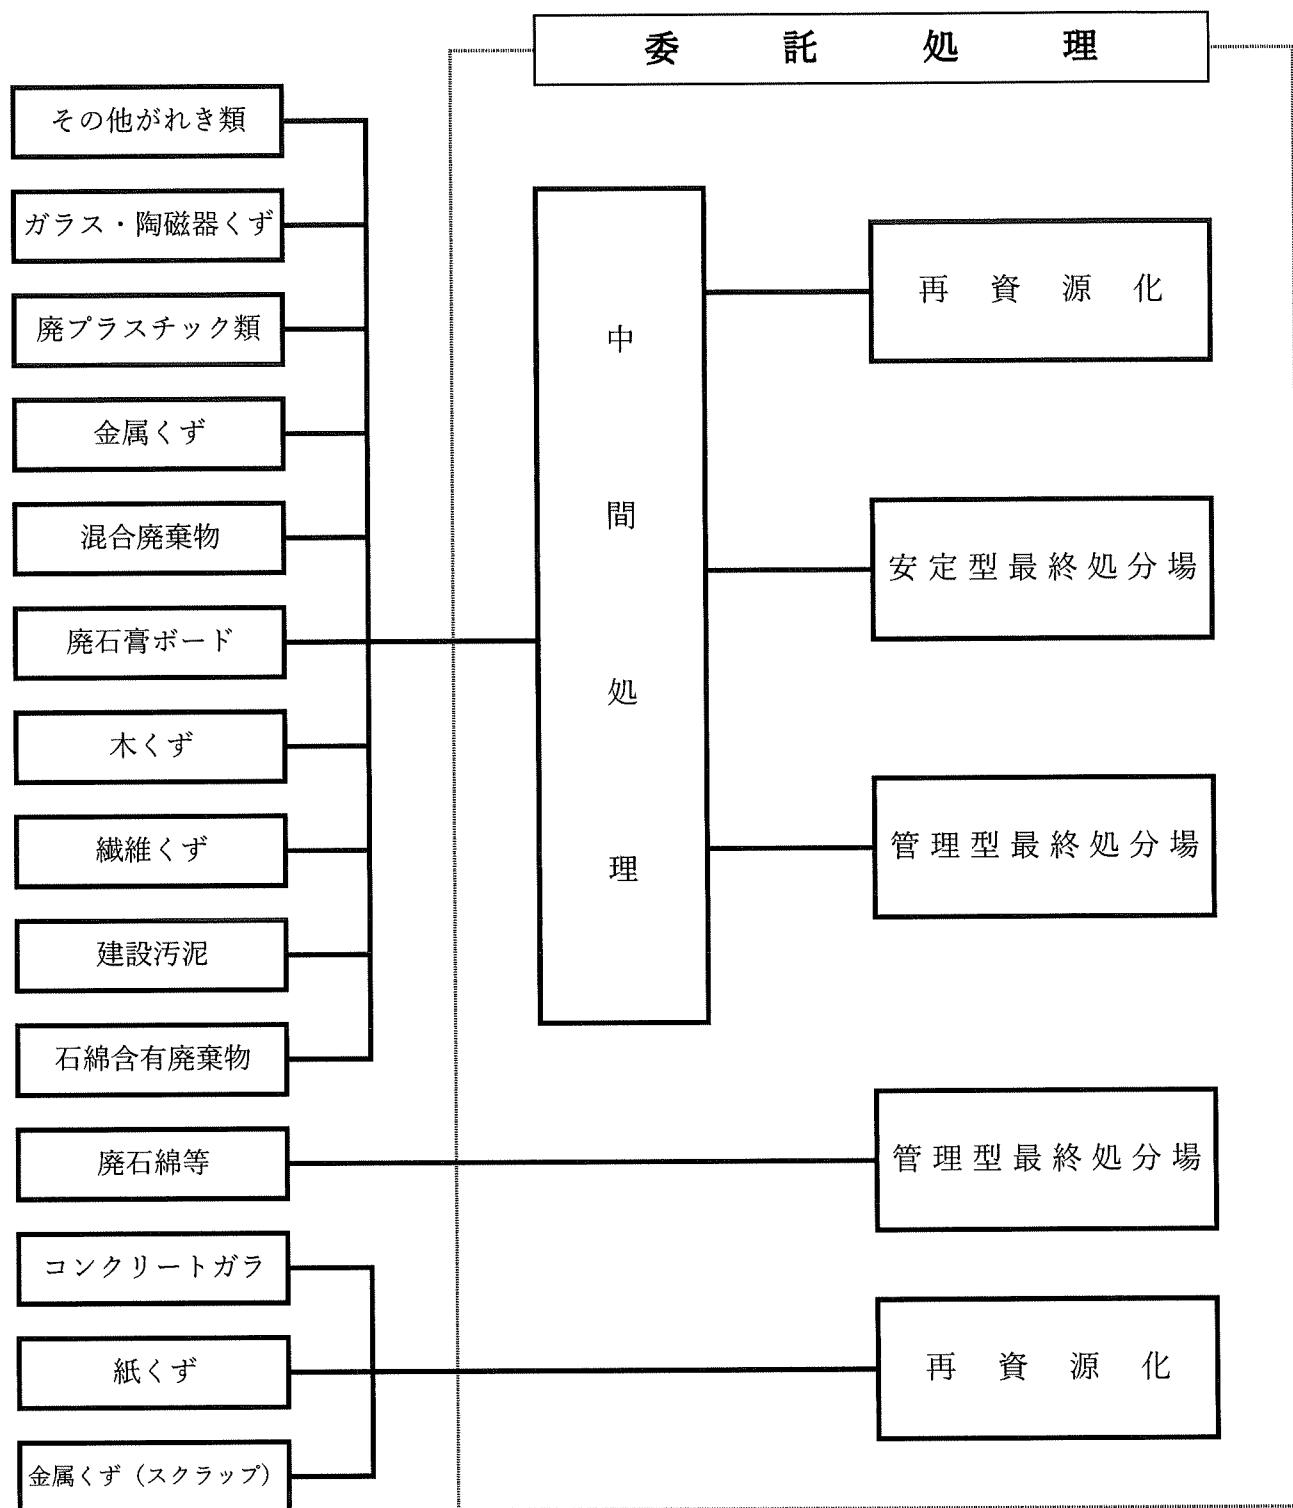 委託処理
その他がれき類
ガラス・陶磁器くず
廃プラスチック類
金属くず
混合廃棄物
廃石膏ボード
木くず
繊維くず
建設汚泥
石綿含有廃棄物
廃石綿等
コンクリートガラ
紙くず
金属くず（スクラップ）
中間処理
再資源化
安定型最終処分場
管理型最終処分場
管理型最終処分場
再資源化